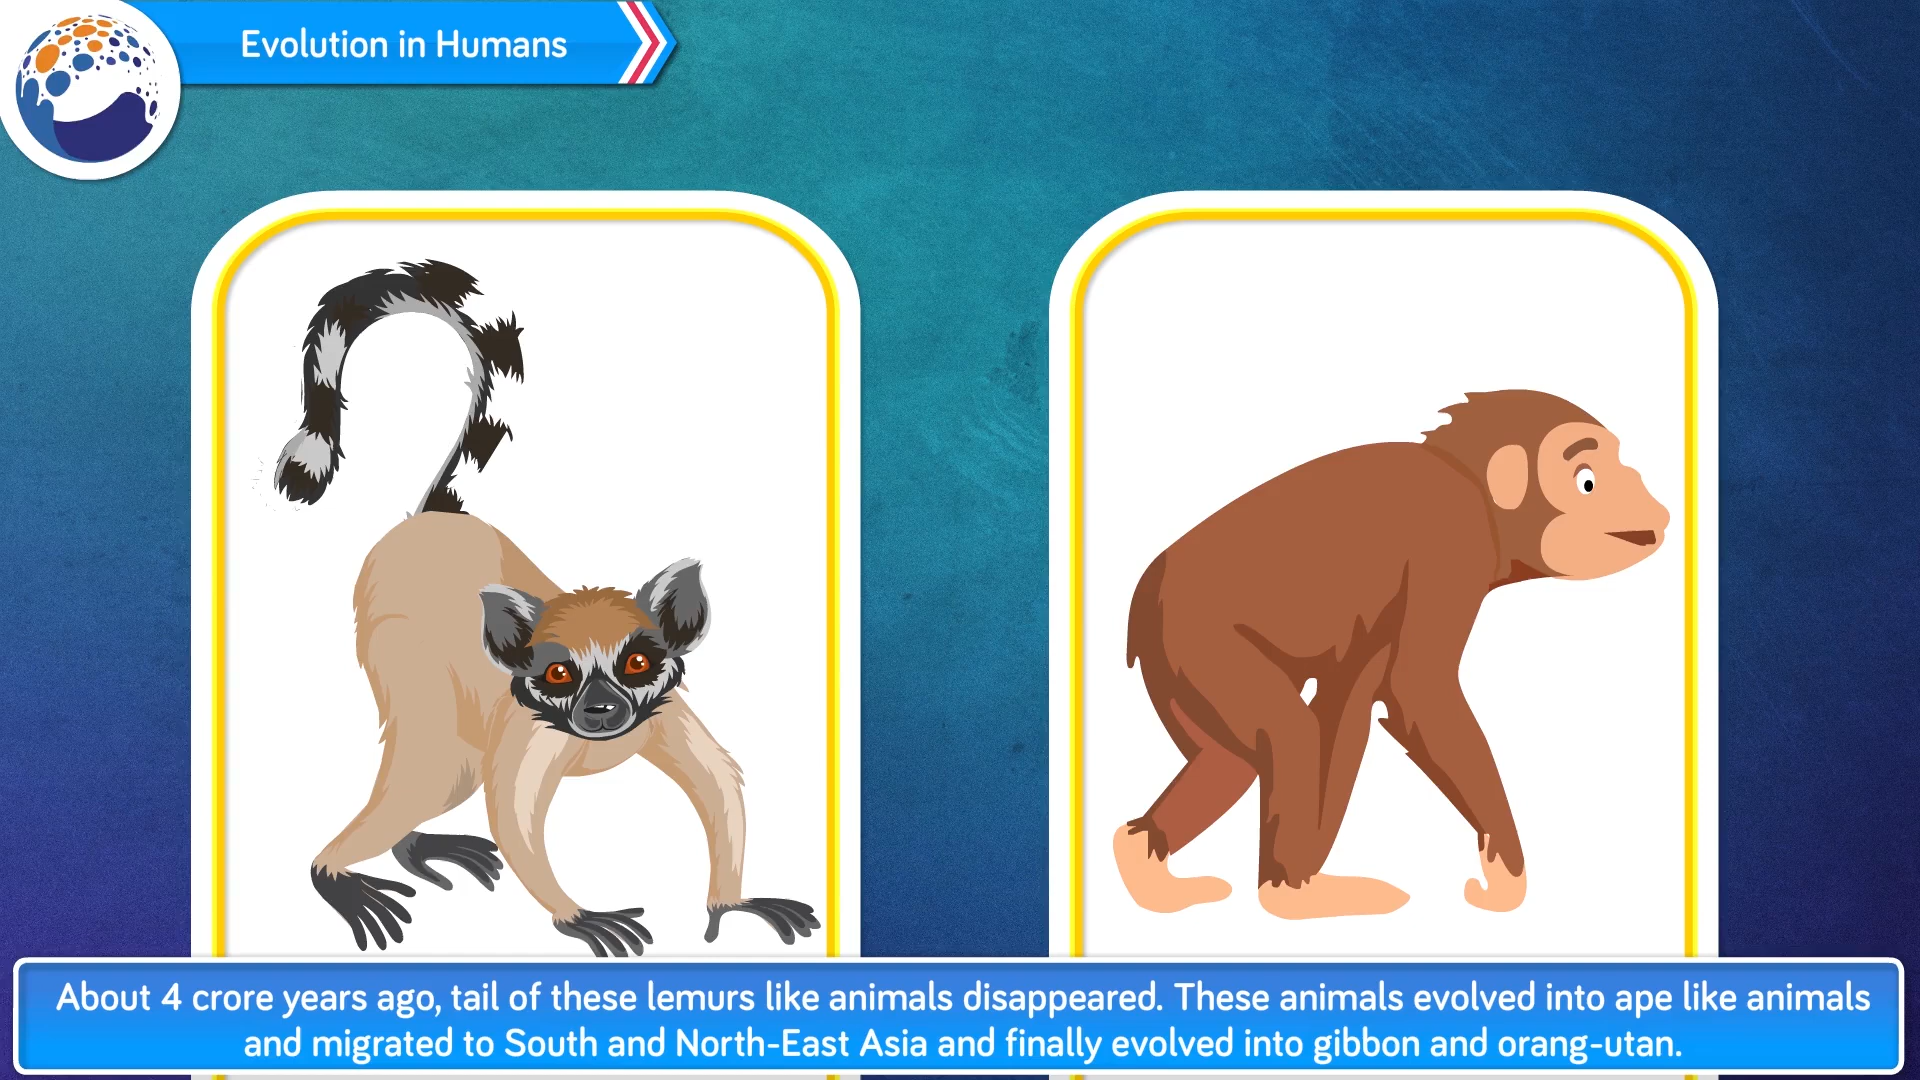 Evolution in Humans
About 4 crore years ago, tail of these lemurs like animals disappeared. These animals evolved into ape like animals
and migrated to South and North-East Asia and finally evolved into gibbon and orang-utan.